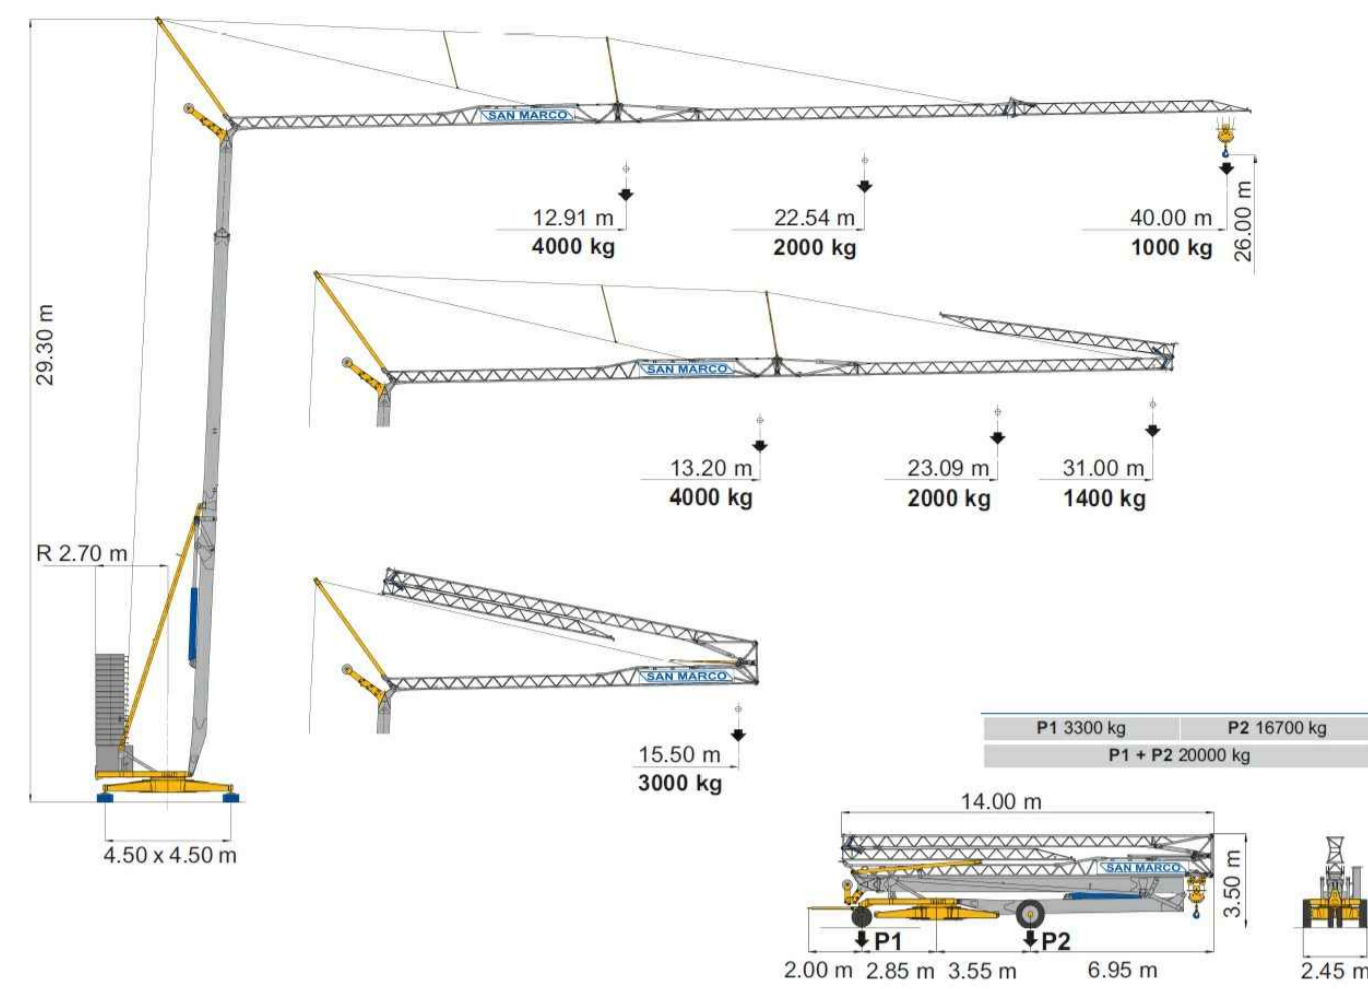 SAN MARCO
12.91 m
4000 kg
22.54 m
2000 kg
40.00 m
1000 kg
26.00 m
29.30 m
SAN MARCO
13.20 m
4000 kg
23.09 m
2000 kg
31.00 m
1400 kg
R 2.70 m
SAN MARCO
15.50 m
3000 kg
4.50 x 4.50 m
P1 3300 kg
P2 16700 kg
P1 + P2 20000 kg
14.00 m
SAN MARCO
3.50 m
P1
P2
2.00 m
2.85 m
3.55 m
6.95 m
2.45 m